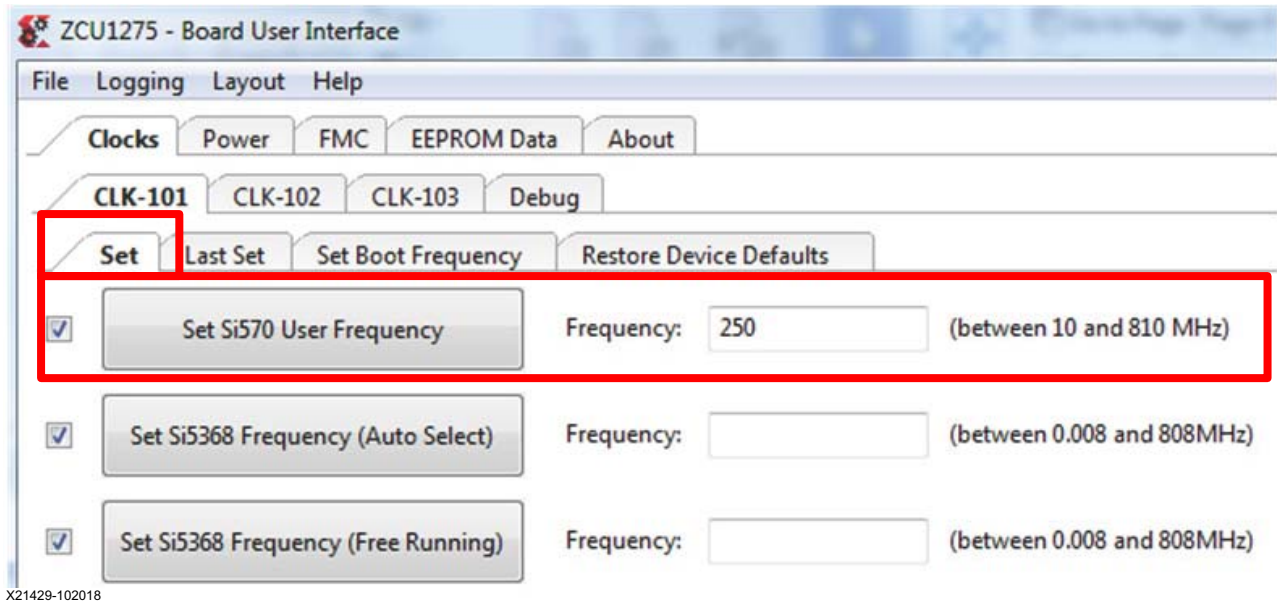 ZCU1275 - Board User Interface
File Logging Layout Help
Clocks Power FMC EEPROM Data About
CLK-101 CLK-102 CLK-103 Debug
Set Last Set Set Boot Frequency Restore Device Defaults
Set Si570 User Frequency Frequency: 250 (between 10 and 810 MHz)
Set Si5368 Frequency (Auto Select) Frequency: (between 0.008 and 808MHz)
Set Si5368 Frequency (Free Running) Frequency: (between 0.008 and 808MHz)
X21429-102018